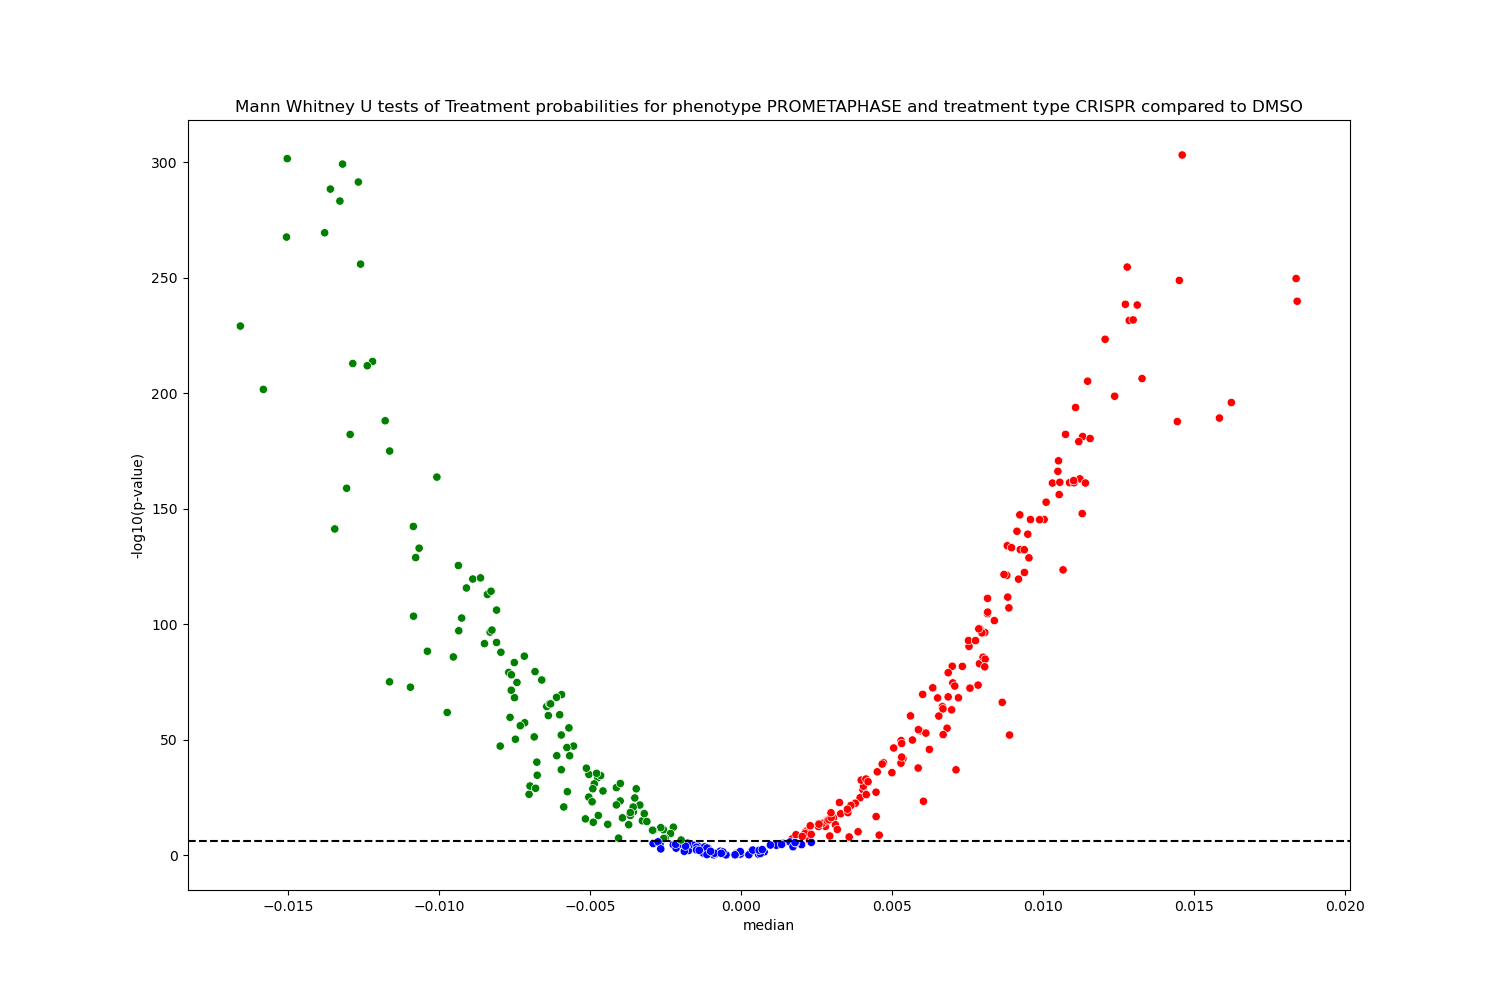 Mann Whitney U tests of Treatment probabilities for phenotype PROMETAPHASE and treatment type CRISPR compared to DMSO
300
250
200
150
100
50
0
-log10(p-value)
−0.015 −0.010 −0.005 0.000 0.005 0.010 0.015 0.020
median